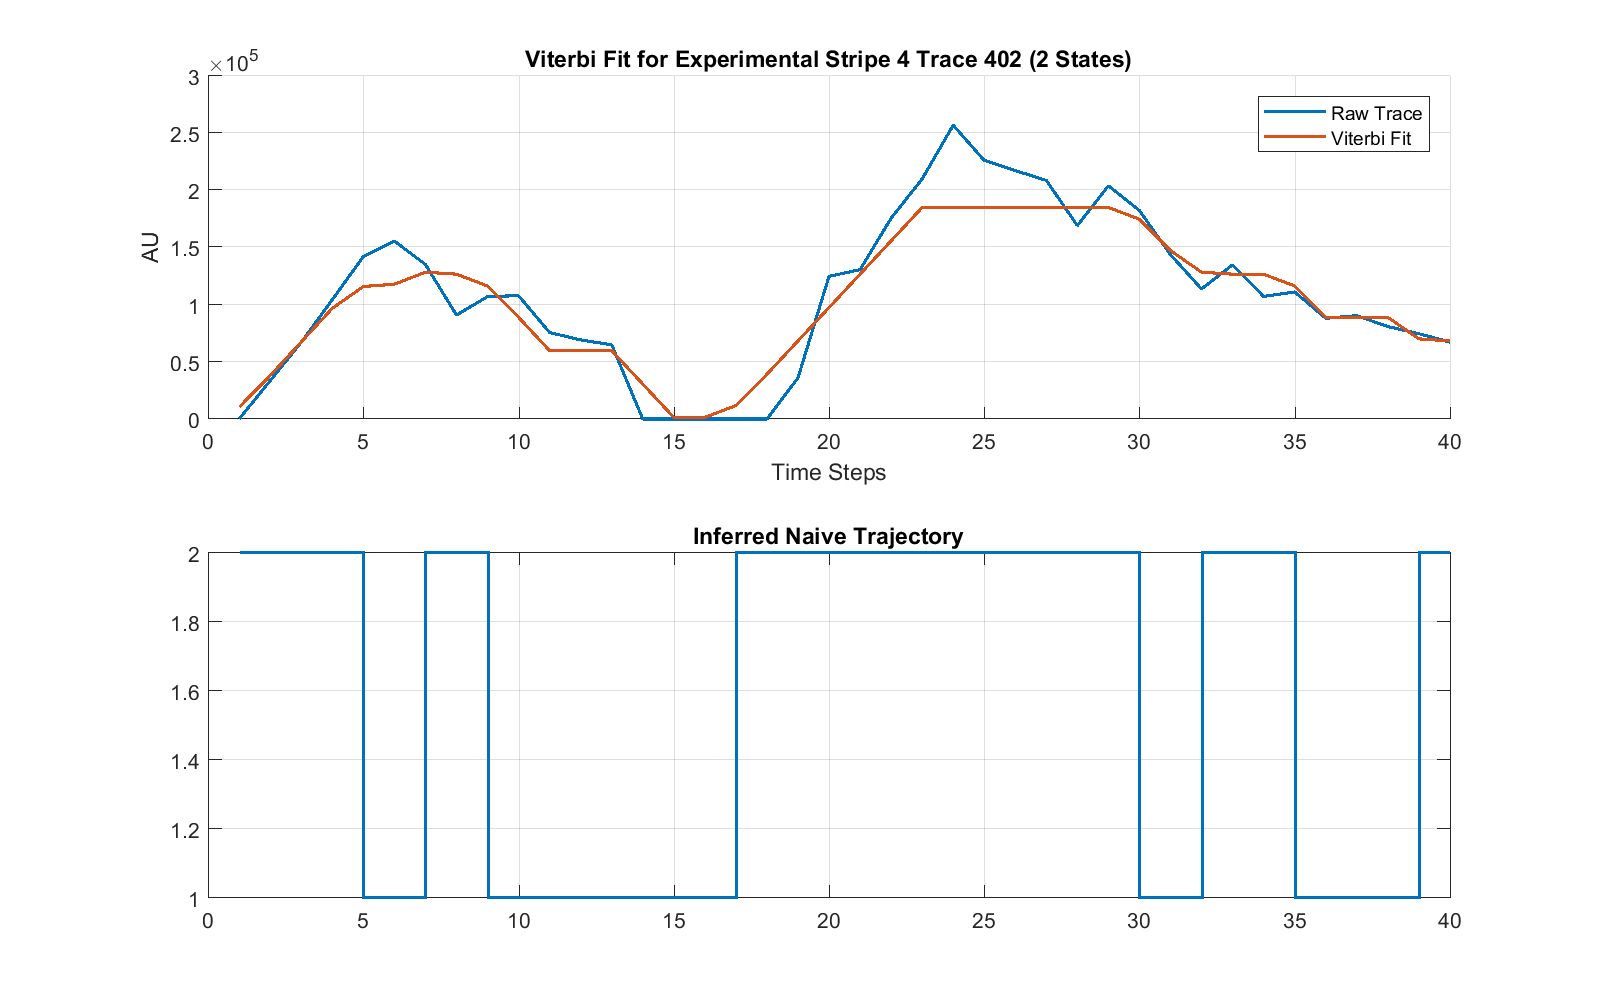 Viterbi Fit for Experimental Stripe 4 Trace 402 (2 States)
×10⁵
3
2.5
2
1.5
1
0.5
0
AU
Raw Trace
Viterbi Fit
0 5 10 15 20 25 30 35 40
Time Steps
Inferred Naive Trajectory
2
1.8
1.6
1.4
1.2
1
0 5 10 15 20 25 30 35 40